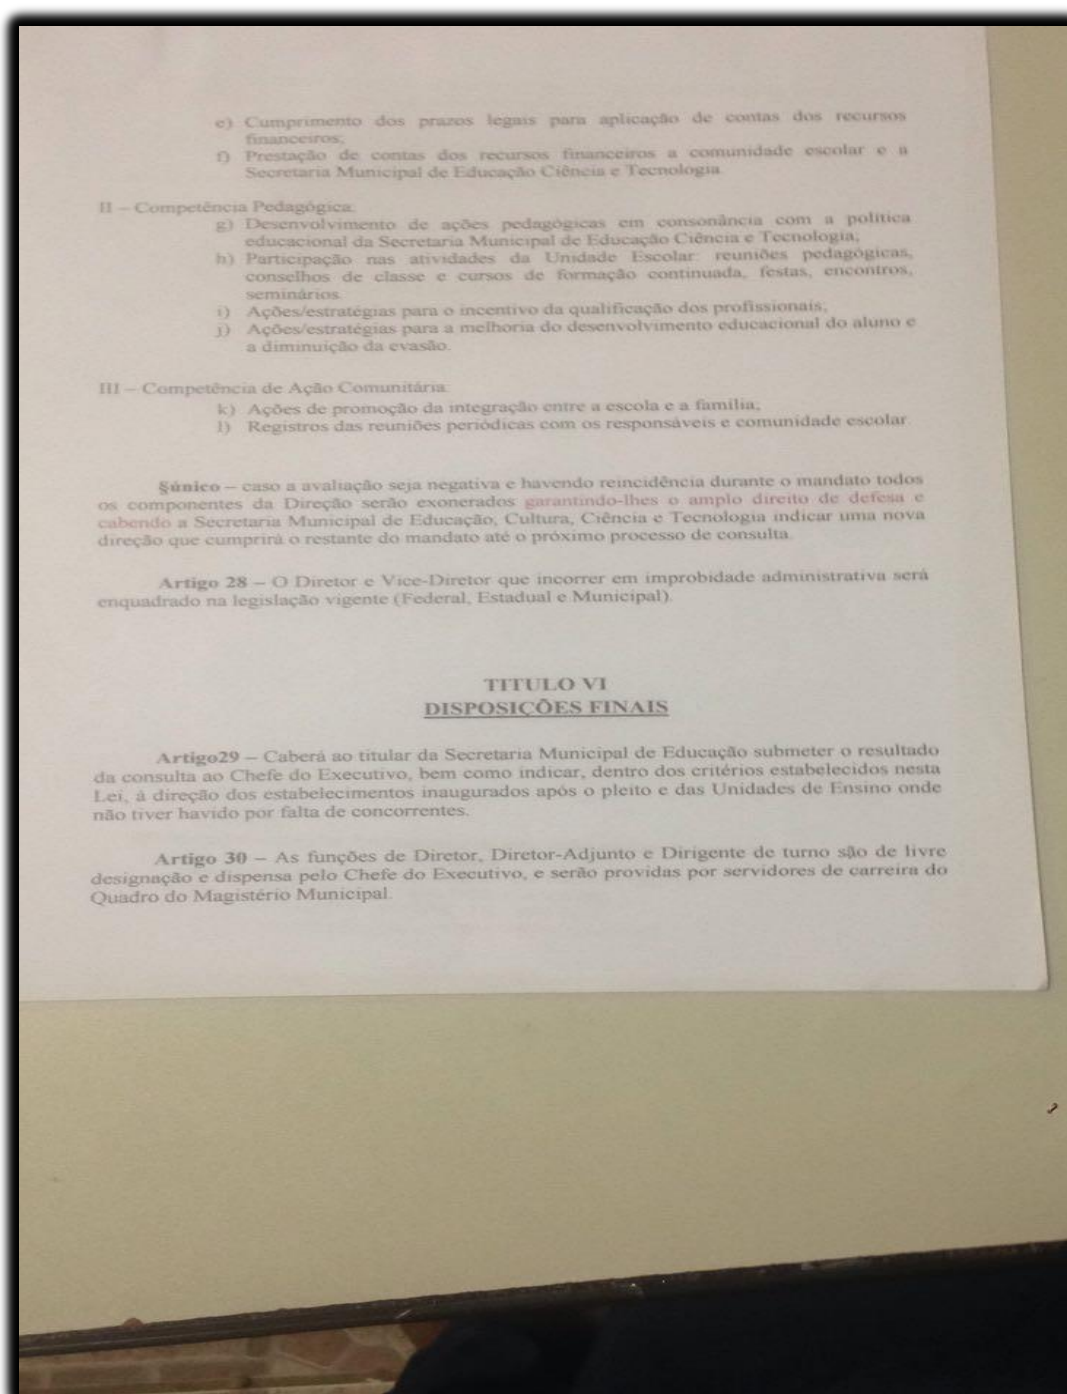 e) Cumprimento dos prazos legais para aplicação de contas dos recursos
financeiros;
f) Prestação de contas dos recursos financeiros a comunidade escolar e a
Secretaria Municipal de Educação Ciência e Tecnologia.
II – Competência Pedagógica:
g) Desenvolvimento de ações pedagógicas em consonância com a política
educacional da Secretaria Municipal de Educação Ciência e Tecnologia;
h) Participação nas atividades da Unidade Escolar: reuniões pedagógicas,
conselhos de classe e cursos de formação continuada, festas, encontros,
seminários.
i) Ações/estratégias para o incentivo da qualificação dos profissionais;
j) Ações/estratégias para a melhoria do desenvolvimento educacional do aluno e
a diminuição da evasão.
III – Competência de Ação Comunitária:
k) Ações de promoção da integração entre a escola e a família;
l) Registros das reuniões periódicas com os responsáveis e comunidade escolar.
§único – caso a avaliação seja negativa e havendo reincidência durante o mandato todos
os componentes da Direção serão exonerados garantindo-lhes o amplo direito de defesa e
cabendo a Secretaria Municipal de Educação, Cultura, Ciência e Tecnologia indicar uma nova
direção que cumprirá o restante do mandato até o próximo processo de consulta.
Artigo 28 – O Diretor e Vice-Diretor que incorrer em improbidade administrativa será
enquadrado na legislação vigente (Federal, Estadual e Municipal).
TITULO VI
DISPOSIÇÕES FINAIS
Artigo29 – Caberá ao titular da Secretaria Municipal de Educação submeter o resultado
da consulta ao Chefe do Executivo, bem como indicar, dentro dos critérios estabelecidos nesta
Lei, á direção dos estabelecimentos inaugurados após o pleito e das Unidades de Ensino onde
não tiver havido por falta de concorrentes.
Artigo 30 – As funções de Diretor, Diretor-Adjunto e Dirigente de turno são de livre
designação e dispensa pelo Chefe do Executivo, e serão providas por servidores de carreira do
Quadro do Magistério Municipal.